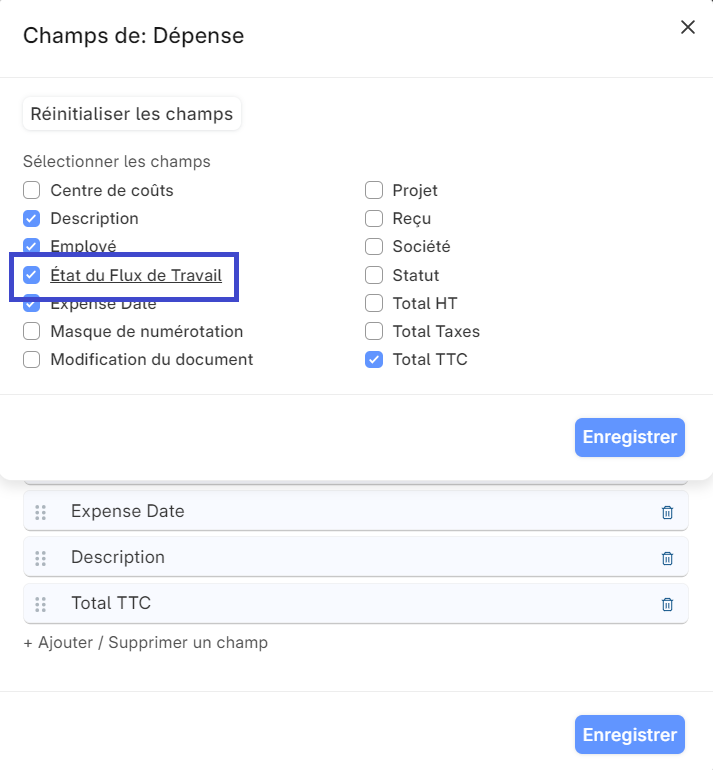 Champs de: Dépense
Réinitialiser les champs
Sélectionner les champs
Centre de coûts
Description
Employé
État du Flux de Travail
Expense Date
Masque de numérotation
Modification du document
Projet
Reçu
Société
Statut
Total HT
Total Taxes
Total TTC
Enregistrer
Expense Date
Description
Total TTC
+ Ajouter / Supprimer un champ
Enregistrer